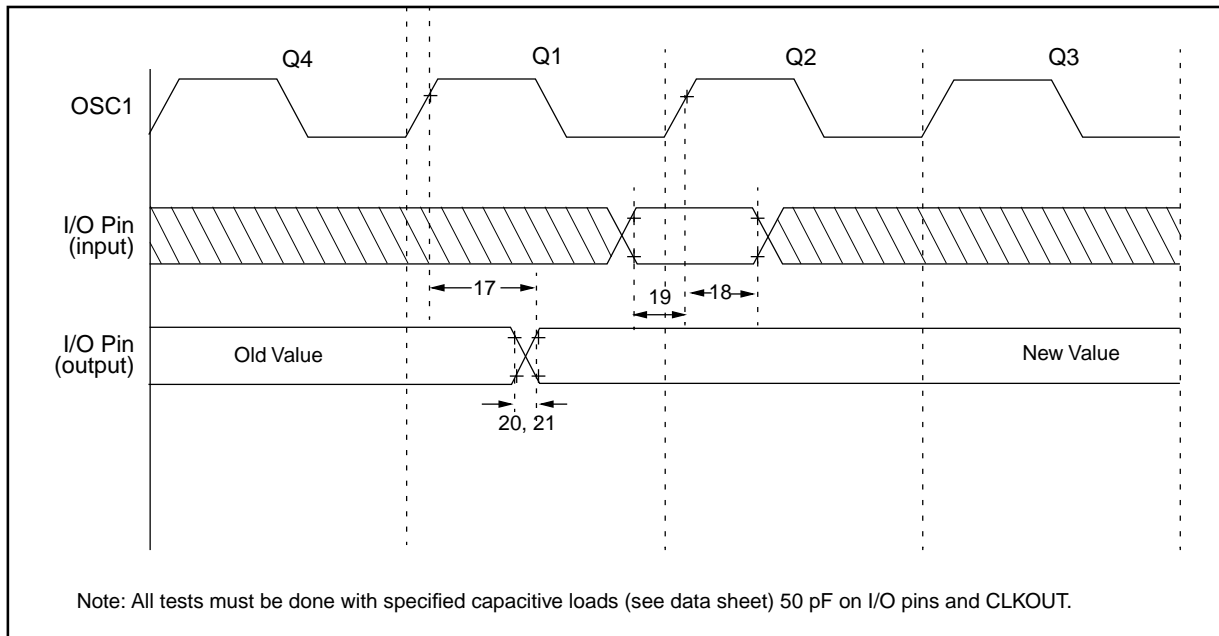 Q4 Q1 Q2 Q3
OSC1
I/O Pin
(input)
17
19
18
I/O Pin
(output)
Old Value
New Value
20, 21
Note: All tests must be done with specified capacitive loads (see data sheet) 50 pF on I/O pins and CLKOUT.